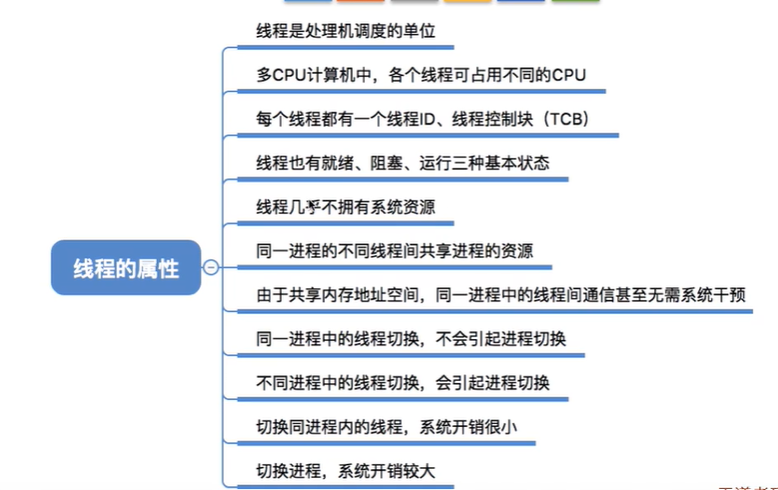 线程是处理机调度的单位
多CPU计算机中，各个线程可占用不同的CPU
每个线程都有一个线程ID、线程控制块（TCB）
线程也有就绪、阻塞、运行三种基本状态
线程几乎不拥有系统资源
线程的属性
同一进程的不同线程间共享进程的资源
由于共享内存地址空间，同一进程中的线程间通信甚至无需系统干预
同一进程中的线程切换，不会引起进程切换
不同进程中的线程切换，会引起进程切换
切换同进程内的线程，系统开销很小
切换进程，系统开销较大